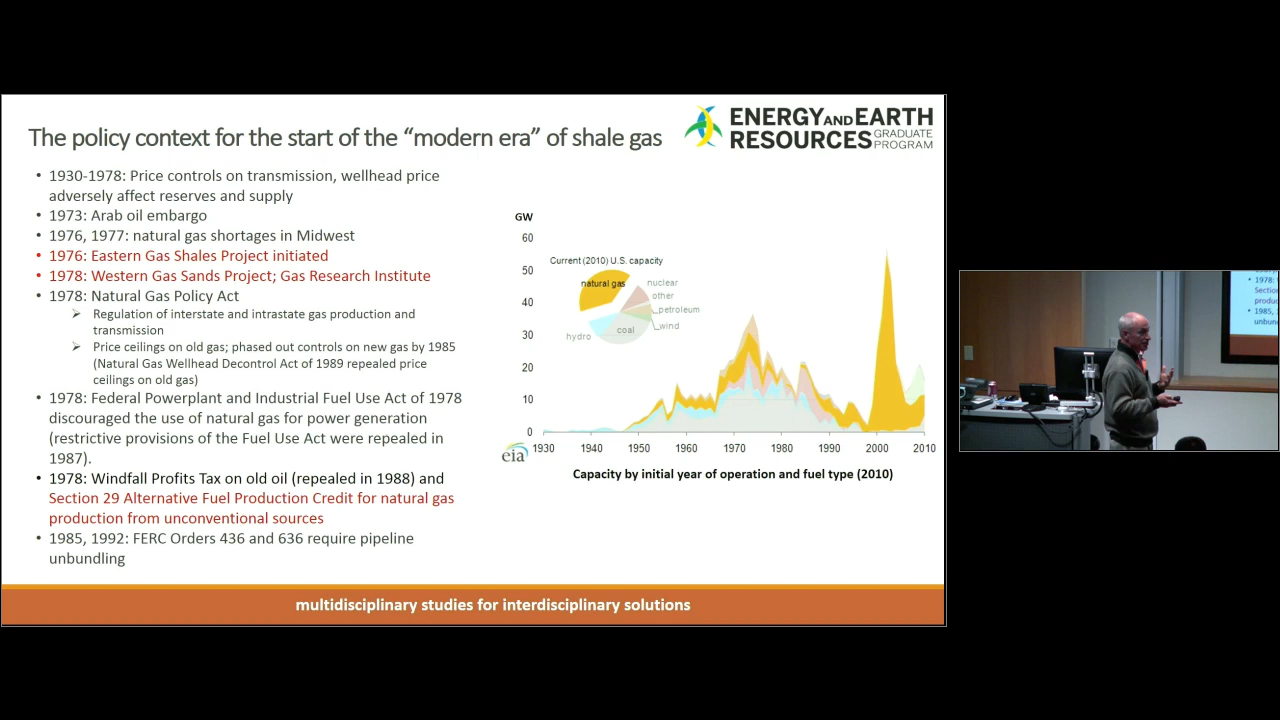 The policy context for the start of the “modern era” of shale gas
ENERGY AND EARTH
RESOURCES GRADUATE
PROGRAM
• 1930-1978: Price controls on transmission, wellhead price
adversely affect reserves and supply
• 1973: Arab oil embargo
• 1976, 1977: natural gas shortages in Midwest
• 1976: Eastern Gas Shales Project initiated
• 1978: Western Gas Sands Project; Gas Research Institute
• 1978: Natural Gas Policy Act
➢ Regulation of interstate and intrastate gas production and
transmission
➢ Price ceilings on old gas; phased out controls on new gas by 1985
(Natural Gas Wellhead Decontrol Act of 1989 repealed price
ceilings on old gas)
• 1978: Federal Powerplant and Industrial Fuel Use Act of 1978
discouraged the use of natural gas for power generation
(restrictive provisions of the Fuel Use Act were repealed in
1987).
• 1978: Windfall Profits Tax on old oil (repealed in 1988) and
Section 29 Alternative Fuel Production Credit for natural gas
production from unconventional sources
• 1985, 1992: FERC Orders 436 and 636 require pipeline
unbundling
GW
60
50
40
30
20
10
0
Current (2010) U.S. capacity
natural gas
nuclear
other
petroleum
wind
coal
hydro
eia
1930 1940 1950 1960 1970 1980 1990 2000 2010
Capacity by initial year of operation and fuel type (2010)
multidisciplinary studies for interdisciplinary solutions
• 1978:
Section
produ
• 1985,
unbu